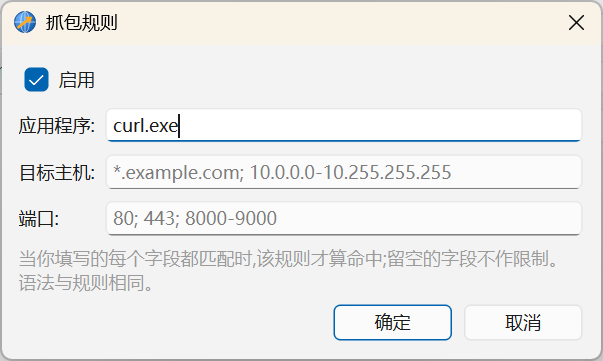 抓包规则
启用
应用程序: curl.exe
目标主机: *.example.com; 10.0.0.0-10.255.255.255
端口: 80; 443; 8000-9000
当你填写的每个字段都匹配时,该规则才算命中;留空的字段不作限制。
语法与规则相同。
确定 取消